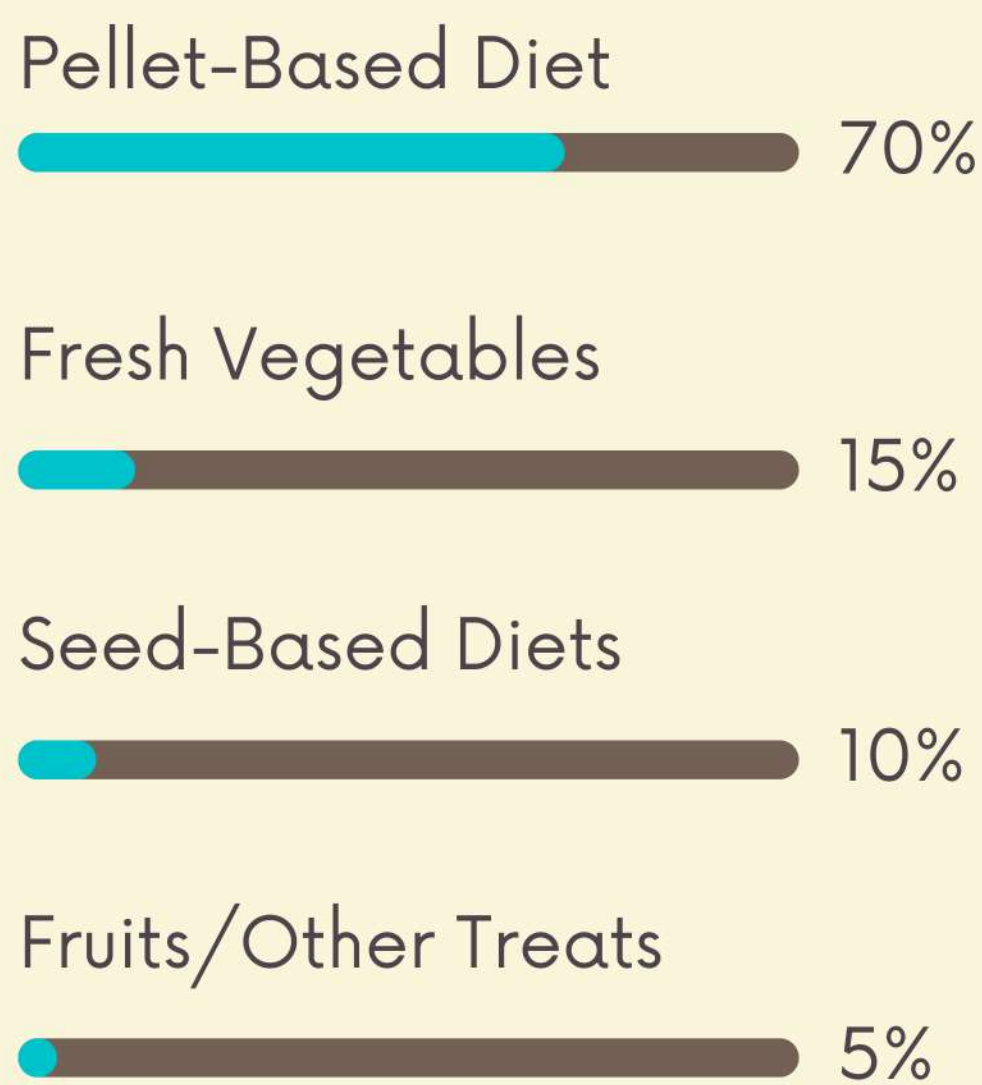 Pellet-Based Diet
70%
Fresh Vegetables
15%
Seed-Based Diets
10%
Fruits/Other Treats
5%